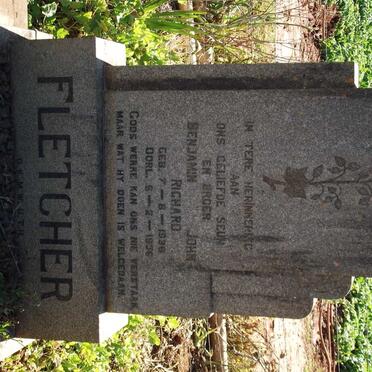 IN TERE HERINNERING
AAN
ONS GELIEFDE SEUN
EN BROER
BENJAMIN JOHN
RICHARD
GEB. 7-8-1936
OORL. 6-2-1956
GODS WERKE KAN ONS NIE VERSTAAN
MAAR WAT HY DOEN IS WELGEDAAN
FLETCHER